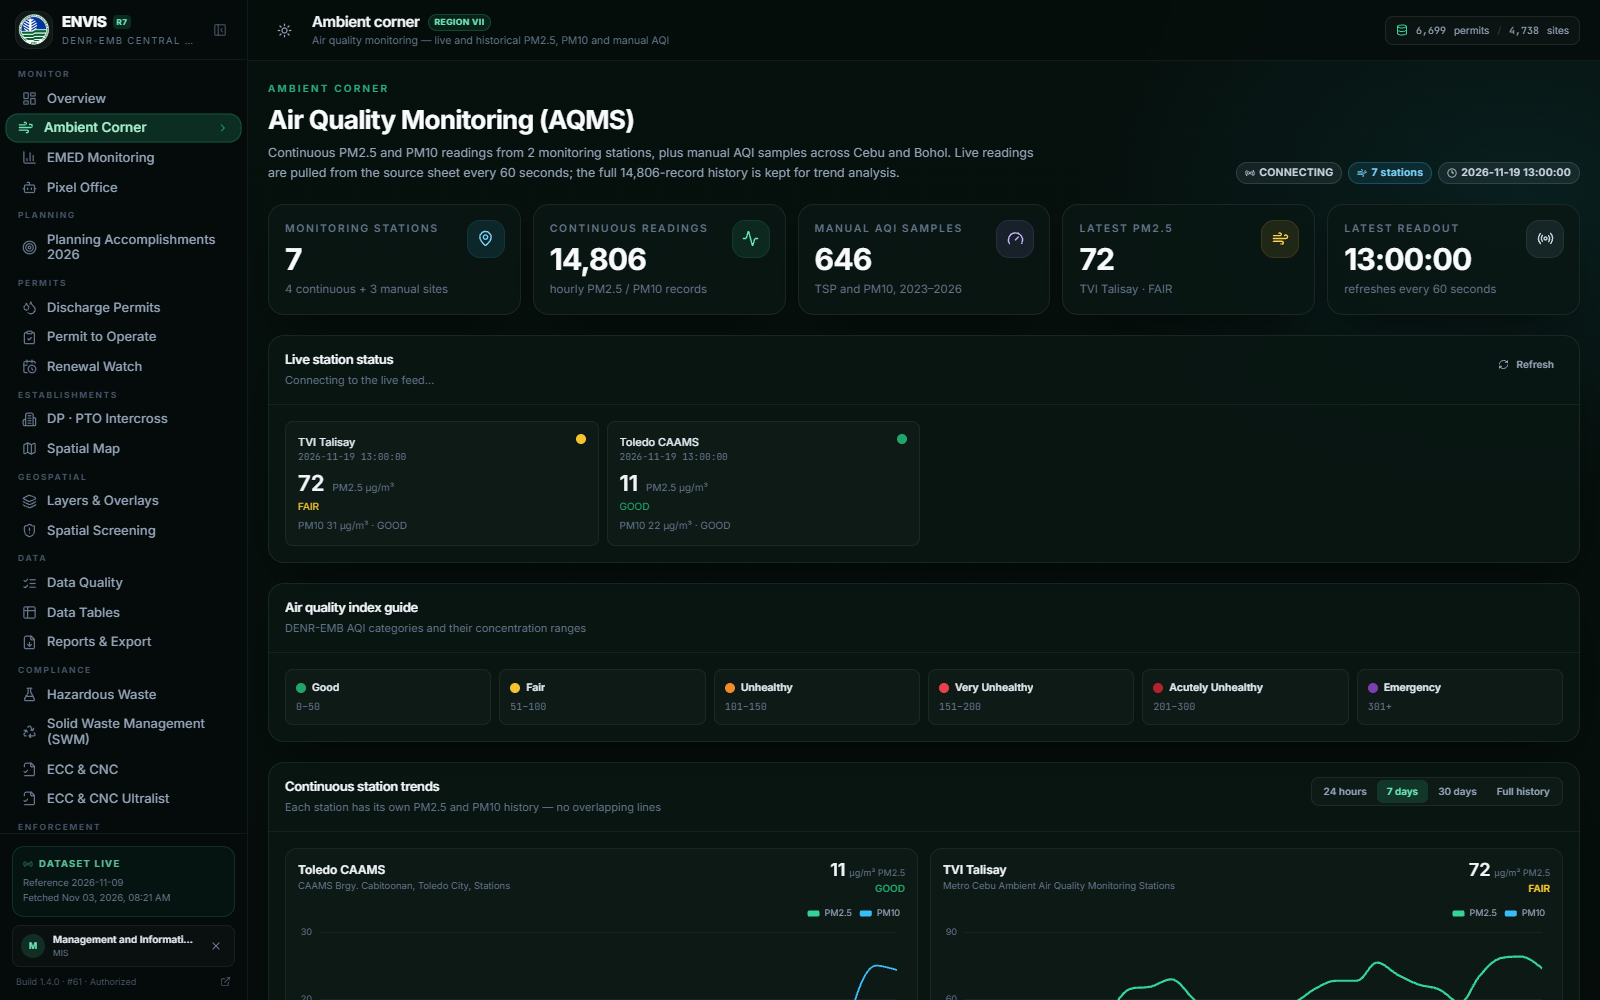 ENVIS R7
DENR-EMB CENTRAL ...
MONITOR
Overview
Ambient Corner
EMED Monitoring
Pixel Office
PLANNING
Planning Accomplishments
2026
PERMITS
Discharge Permits
Permit to Operate
Renewal Watch
ESTABLISHMENTS
DP · PTO Intercross
Spatial Map
GEOSPATIAL
Layers & Overlays
Spatial Screening
DATA
Data Quality
Data Tables
Reports & Export
COMPLIANCE
Hazardous Waste
Solid Waste Management
(SWM)
ECC & CNC
ECC & CNC Ultralist
ENFORCEMENT
DATASET LIVE
Reference 2026-11-09
Fetched Nov 03, 2026, 08:21 AM
M
Management and Informati...
MIS
Build 1.4.0 · #61 · Authorized
Ambient corner REGION VII
Air quality monitoring — live and historical PM2.5, PM10 and manual AQI
6,699 permits / 4,738 sites
AMBIENT CORNER
Air Quality Monitoring (AQMS)
Continuous PM2.5 and PM10 readings from 2 monitoring stations, plus manual AQI samples across Cebu and Bohol. Live readings
are pulled from the source sheet every 60 seconds; the full 14,806-record history is kept for trend analysis.
CONNECTING
7 stations
2026-11-19 13:00:00
MONITORING STATIONS
7
4 continuous + 3 manual sites
CONTINUOUS READINGS
14,806
hourly PM2.5 / PM10 records
MANUAL AQI SAMPLES
646
TSP and PM10, 2023–2026
LATEST PM2.5
72
TVI Talisay · FAIR
LATEST READOUT
13:00:00
refreshes every 60 seconds
Live station status
Connecting to the live feed...
Refresh
TVI Talisay
2026-11-19 13:00:00
72 PM2.5 µg/m³
FAIR
PM10 31 µg/m³ · GOOD
Toledo CAAMS
2026-11-19 13:00:00
11 PM2.5 µg/m³
GOOD
PM10 22 µg/m³ · GOOD
Air quality index guide
DENR-EMB AQI categories and their concentration ranges
Good
0–50
Fair
51–100
Unhealthy
101–150
Very Unhealthy
151–200
Acutely Unhealthy
201–300
Emergency
301+
Continuous station trends
Each station has its own PM2.5 and PM10 history — no overlapping lines
24 hours
7 days
30 days
Full history
Toledo CAAMS
CAAMS Brgy. Cabitoonan, Toledo City, Stations
11 µg/m³ PM2.5
GOOD
PM2.5
PM10
30
20
TVI Talisay
Metro Cebu Ambient Air Quality Monitoring Stations
72 µg/m³ PM2.5
FAIR
PM2.5
PM10
90
60